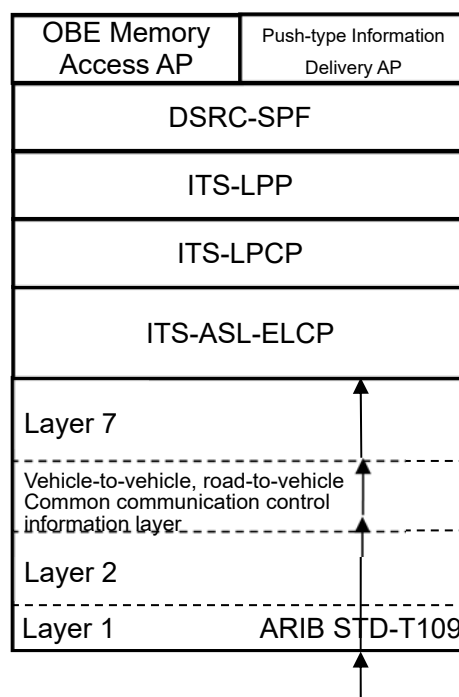 OBE Memory
Access AP
Push-type Information
Delivery AP
DSRC-SPF
ITS-LPP
ITS-LPCP
ITS-ASL-ELCP
Layer 7
Vehicle-to-vehicle, road-to-vehicle
Common communication control
information layer
Layer 2
Layer 1 ARIB STD-T109